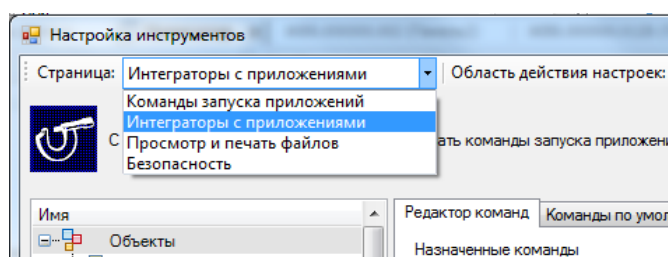 Настройка инструментов
Страница: Интеграторы с приложениями Область действия настроек:
Команды запуска приложений
Интеграторы с приложениями
Просмотр и печать файлов
Безопасность
С ать команды запуска приложени
Имя
Объекты
Редактор команд Команды по умол
Назначенные команды